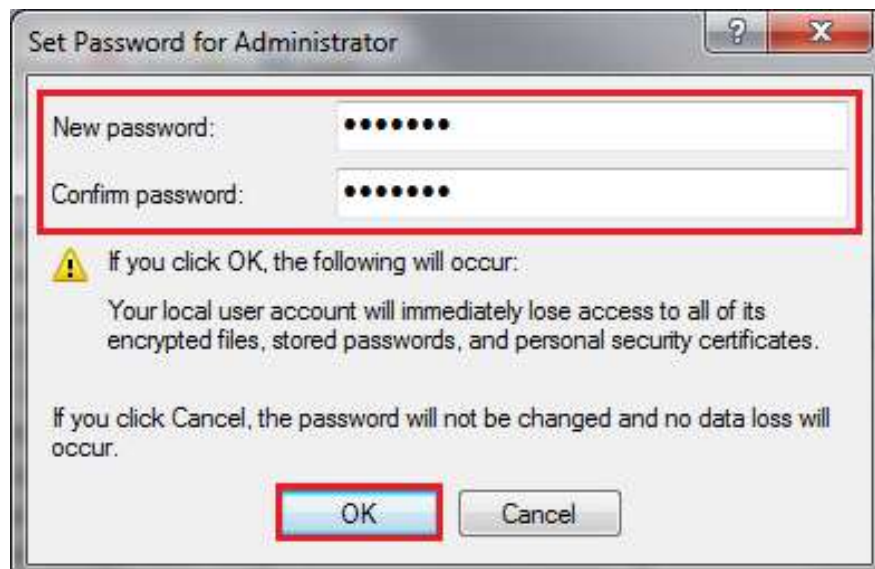 Set Password for Administrator
?
New password: •••••••
Confirm password: •••••••
If you click OK, the following will occur:
Your local user account will immediately lose access to all of its
encrypted files, stored passwords, and personal security certificates.
If you click Cancel, the password will not be changed and no data loss will
occur.
OK Cancel